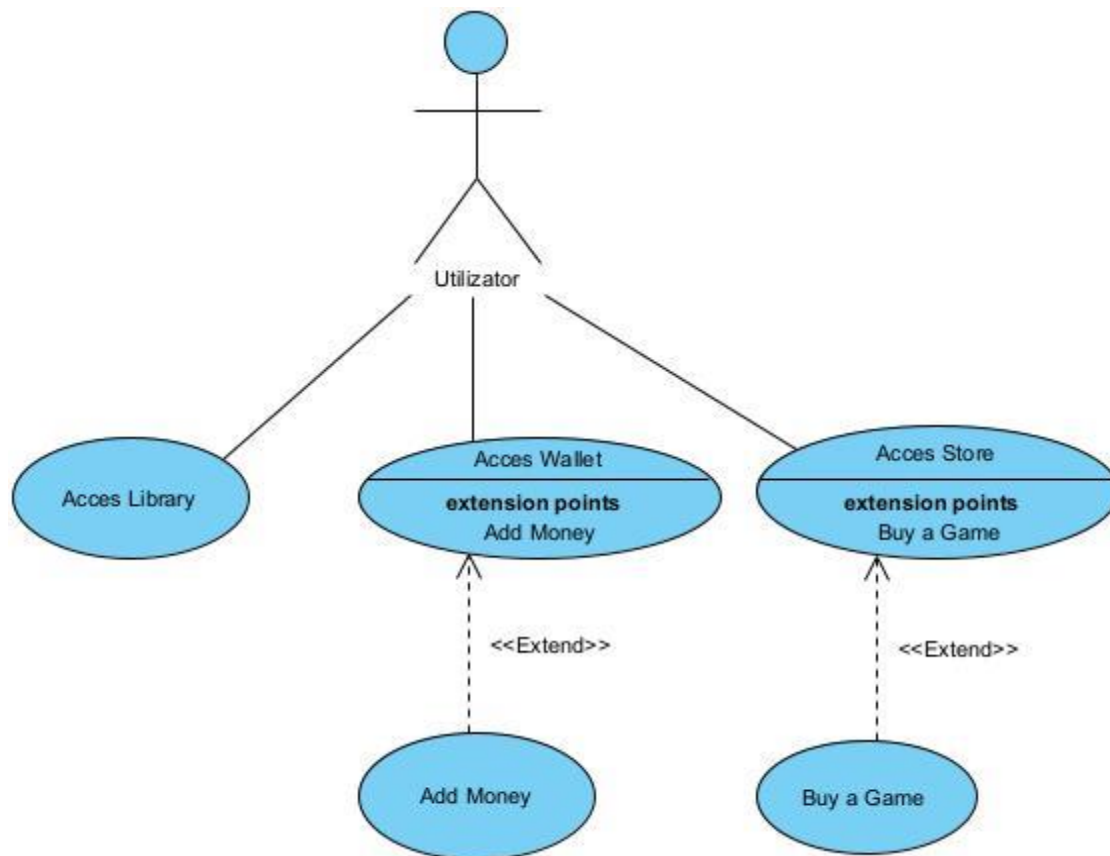 Utilizator
Acces Library
Acces Wallet
extension points
Add Money
Acces Store
extension points
Buy a Game
<<Extend>>
<<Extend>>
Add Money
Buy a Game